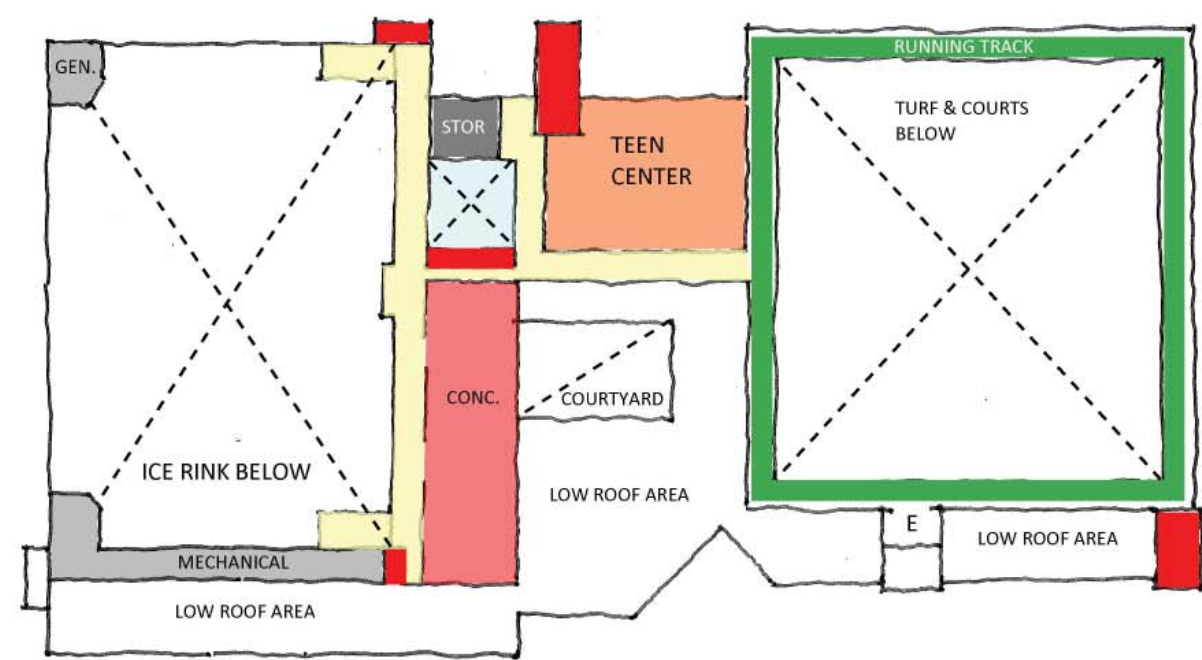 RUNNING TRACK
GEN.
TURF & COURTS
BELOW
STOR
TEEN
CENTER
CONC.
COURTYARD
ICE RINK BELOW
LOW ROOF AREA
E
LOW ROOF AREA
MECHANICAL
LOW ROOF AREA